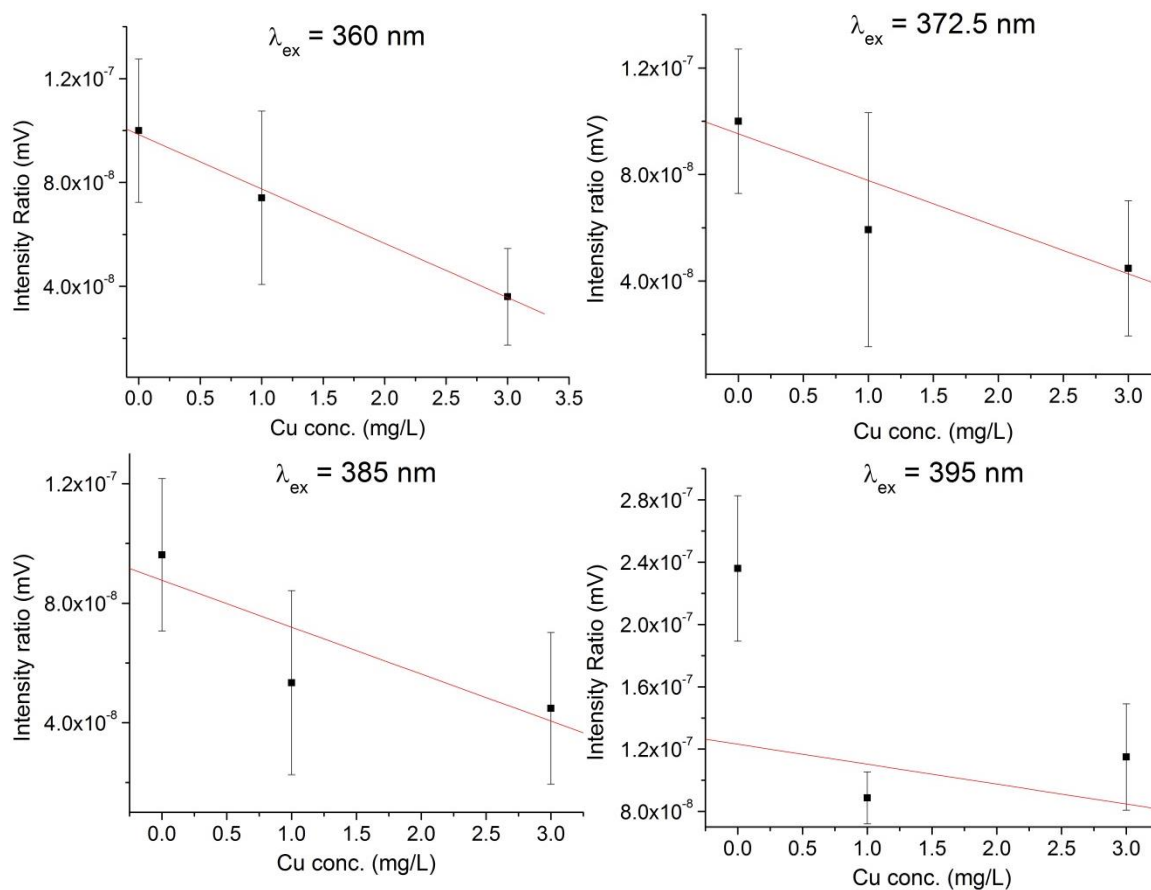 λex = 360 nm
Intensity Ratio (mV)
1.2x10⁻⁷
8.0x10⁻⁸
4.0x10⁻⁸
0.0 0.5 1.0 1.5 2.0 2.5 3.0 3.5
Cu conc. (mg/L)
λex = 372.5 nm
Intensity ratio (mV)
1.2x10⁻⁷
8.0x10⁻⁸
4.0x10⁻⁸
0.0 0.5 1.0 1.5 2.0 2.5 3.0
Cu conc. (mg/L)
λex = 385 nm
Intensity ratio (mV)
1.2x10⁻⁷
8.0x10⁻⁸
4.0x10⁻⁸
0.0 0.5 1.0 1.5 2.0 2.5 3.0
Cu conc. (mg/L)
λex = 395 nm
Intensity Ratio (mV)
2.8x10⁻⁷
2.4x10⁻⁷
2.0x10⁻⁷
1.6x10⁻⁷
1.2x10⁻⁷
8.0x10⁻⁸
0.0 0.5 1.0 1.5 2.0 2.5 3.0
Cu conc. (mg/L)